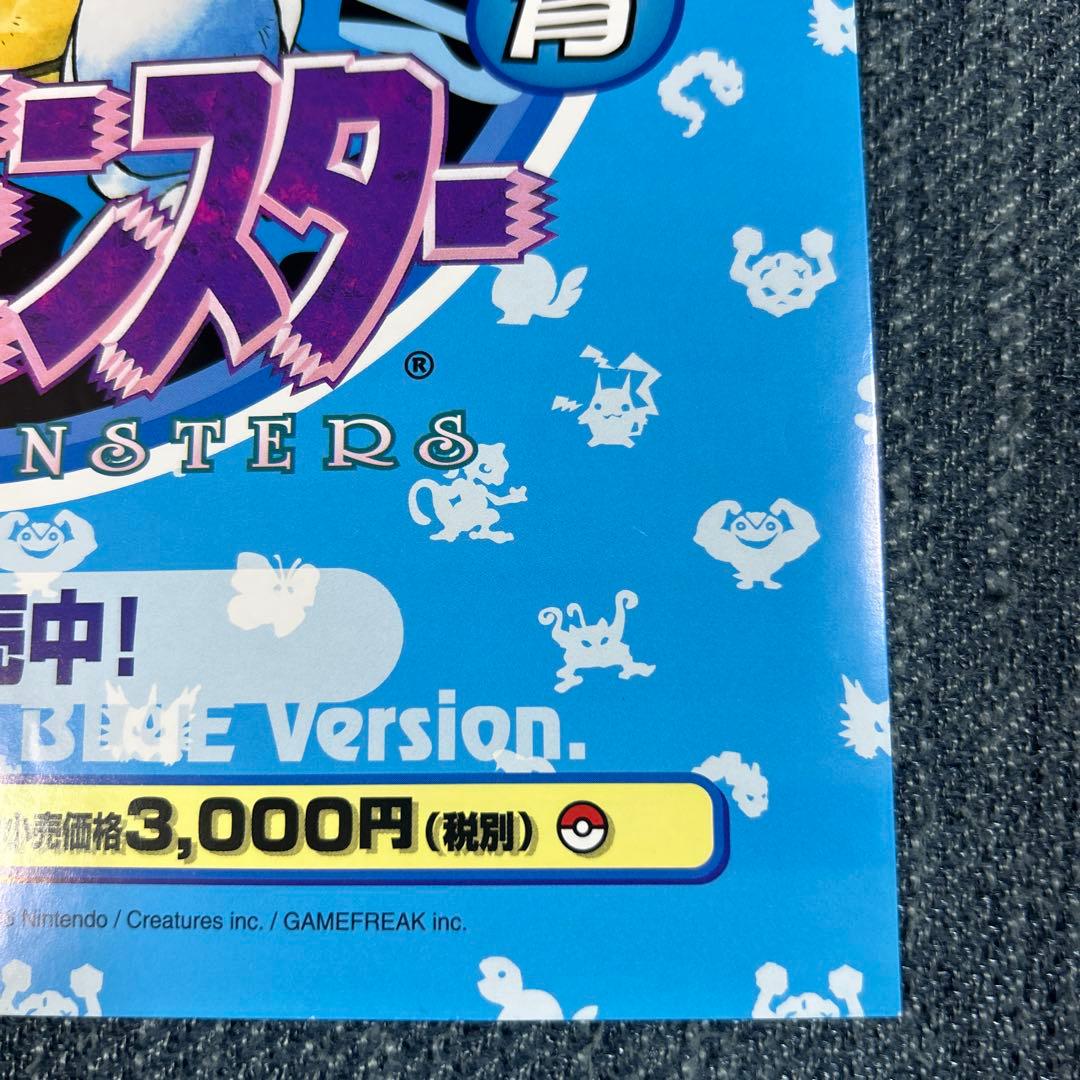 青
ンスター
®
NSTERS
売中!
BLUE Version.
小売価格3,000円(税別)
Nintendo / Creatures inc. / GAMEFREAK inc.